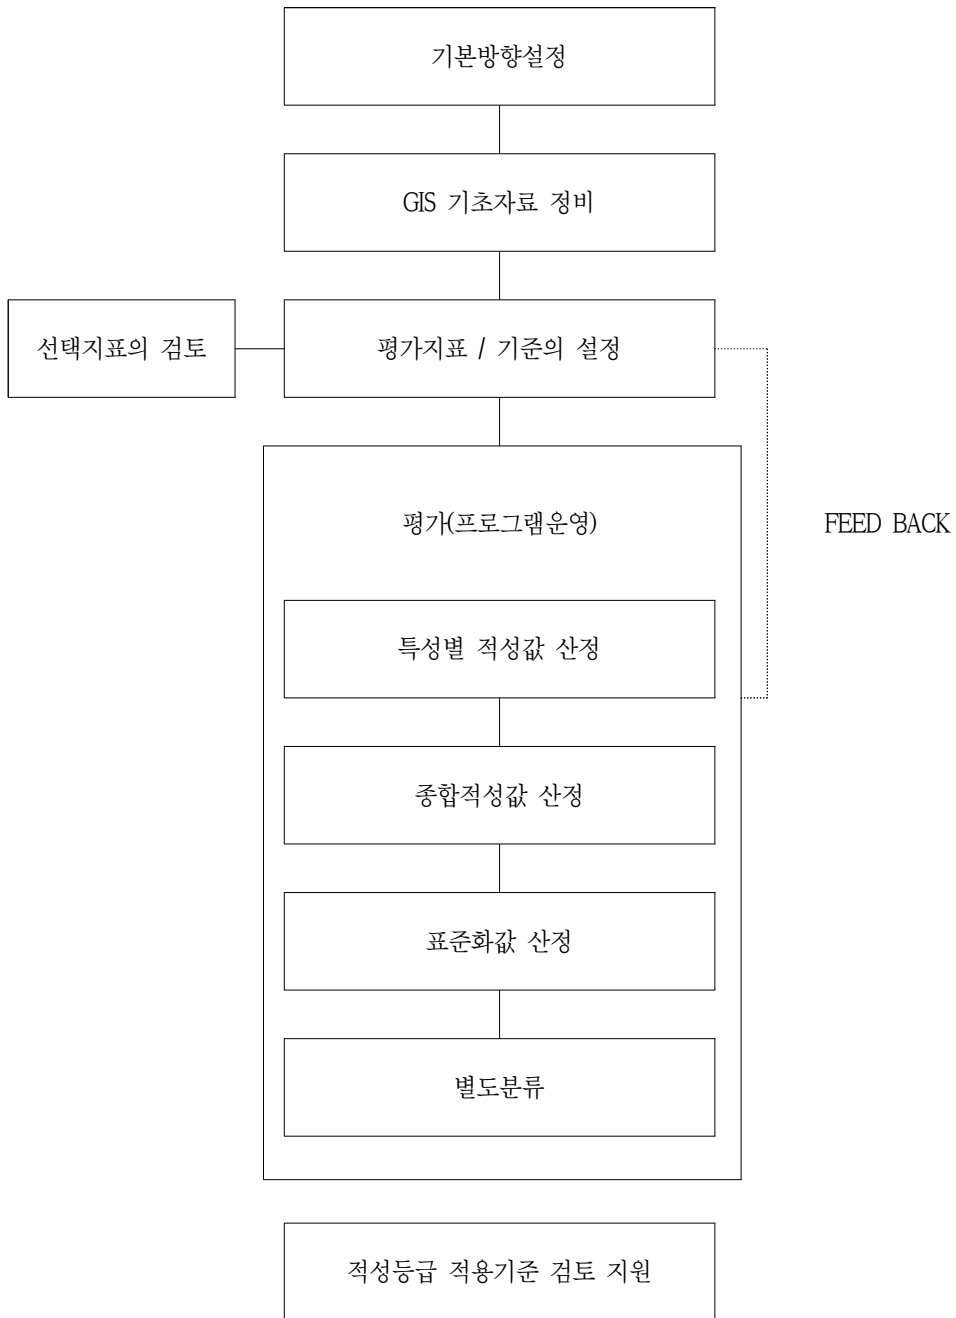 기본방향설정
GIS 기초자료 정비
선택지표의 검토
평가지표 / 기준의 설정
평가(프로그램운영)
FEED BACK
특성별 적성값 산정
종합적성값 산정
표준화값 산정
별도분류
적성등급 적용기준 검토 지원